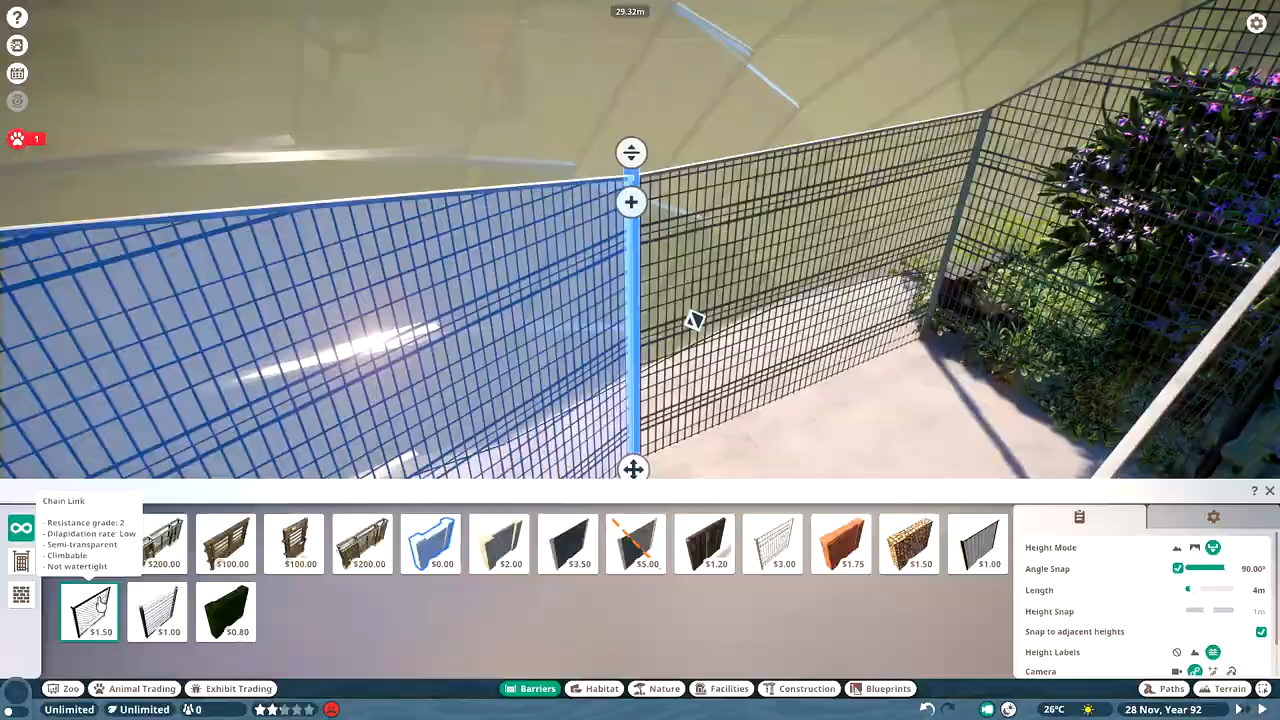 29.32m
?
1
? ×
Chain Link
- Resistance grade: 2
- Dilapidation rate: Low
- Semi-transparent
- Climbable
- Not watertight
$200.00 $100.00 $100.00 $200.00 $0.00 $2.00 $3.50 $5.00 $1.20 $3.00 $1.75 $1.50 $1.00
$1.50 $1.00 $0.80
Height Mode
Angle Snap 90.00°
Length 4m
Height Snap 1m
Snap to adjacent heights
Height Labels
Camera
Zoo Animal Trading Exhibit Trading Barriers Habitat Nature Facilities Construction Blueprints Paths Terrain
Unlimited Unlimited 0 26°C 28 Nov, Year 92